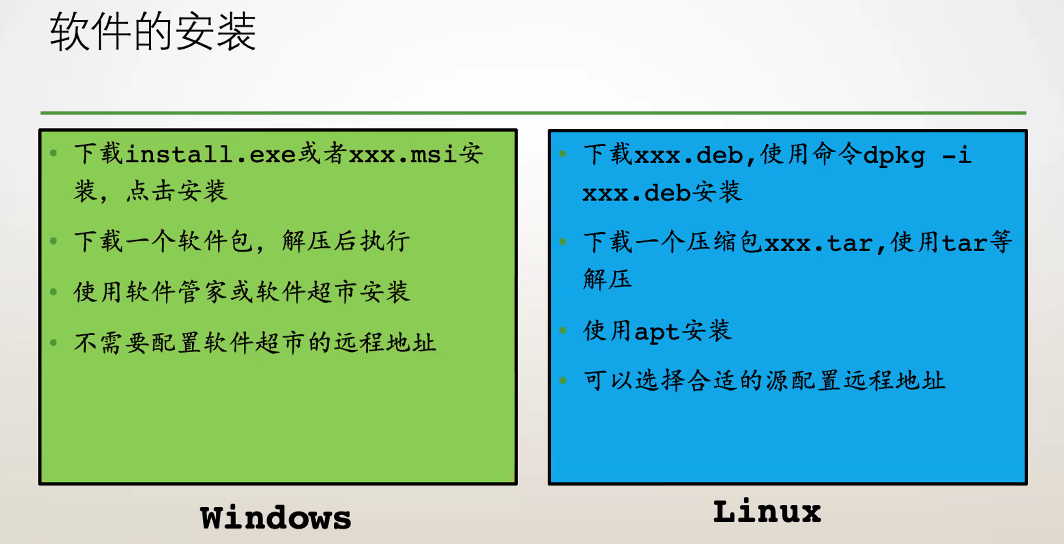 软件的安装
下载install.exe或者xxx.msi安
装，点击安装
下载一个软件包，解压后执行
使用软件管家或软件超市安装
不需要配置软件超市的远程地址
Windows
下载xxx.deb,使用命令dpkg -i
xxx.deb安装
下载一个压缩包xxx.tar,使用tar等
解压
使用apt安装
可以选择合适的源配置远程地址
Linux